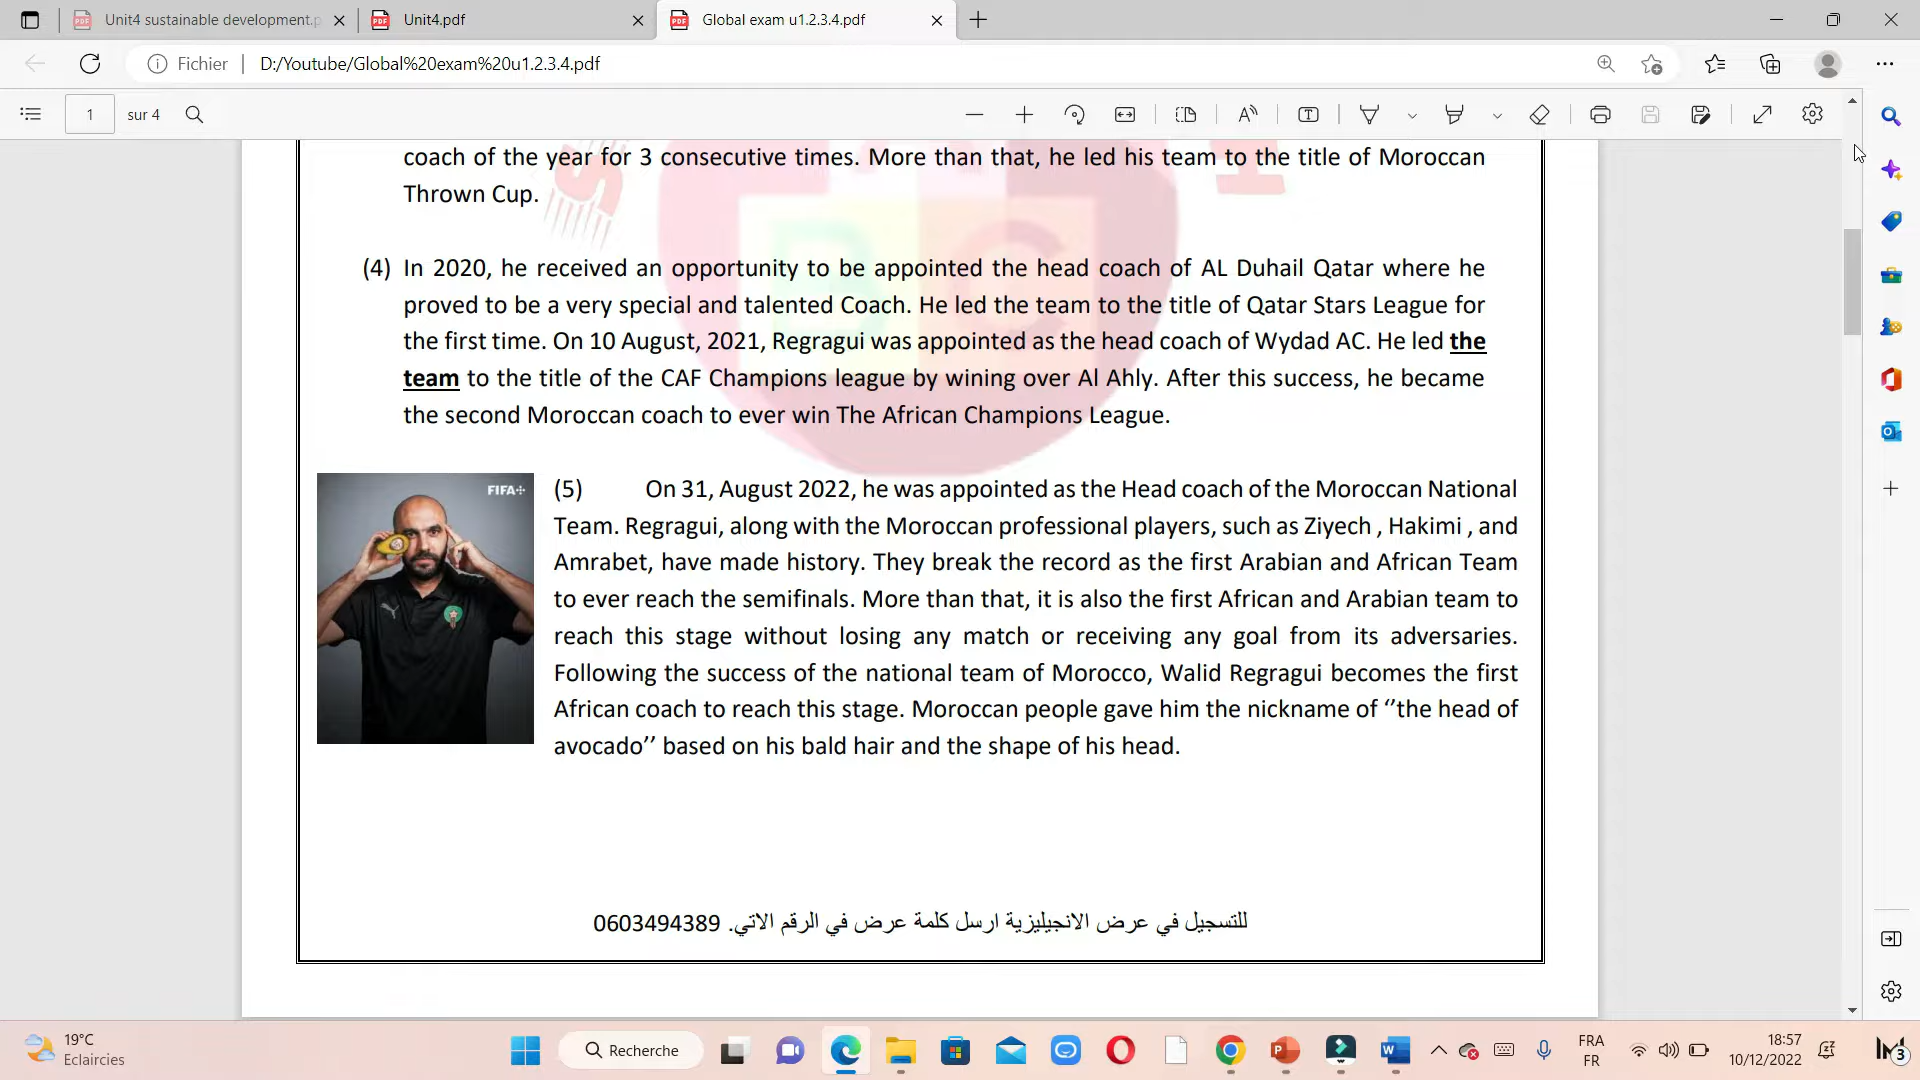 Unit4 sustainable development.p
Unit4.pdf
Global exam u1.2.3.4.pdf
Fichier
D:/Youtube/Global%20exam%20u1.2.3.4.pdf
1
sur 4
coach of the year for 3 consecutive times. More than that, he led his team to the title of Moroccan
Thrown Cup.
(4) In 2020, he received an opportunity to be appointed the head coach of AL Duhail Qatar where he
proved to be a very special and talented Coach. He led the team to the title of Qatar Stars League for
the first time. On 10 August, 2021, Regragui was appointed as the head coach of Wydad AC. He led the
team to the title of the CAF Champions league by wining over Al Ahly. After this success, he became
the second Moroccan coach to ever win The African Champions League.
FIFA+
(5) On 31, August 2022, he was appointed as the Head coach of the Moroccan National
Team. Regragui, along with the Moroccan professional players, such as Ziyech , Hakimi , and
Amrabet, have made history. They break the record as the first Arabian and African Team
to ever reach the semifinals. More than that, it is also the first African and Arabian team to
reach this stage without losing any match or receiving any goal from its adversaries.
Following the success of the national team of Morocco, Walid Regragui becomes the first
African coach to reach this stage. Moroccan people gave him the nickname of ‘’the head of
avocado’’ based on his bald hair and the shape of his head.
للتسجيل في عرض الانجيليزية ارسل كلمة عرض في الرقم الاتي. 0603494389
19°C
Eclaircies
Recherche
FRA
FR
18:57
10/12/2022
3